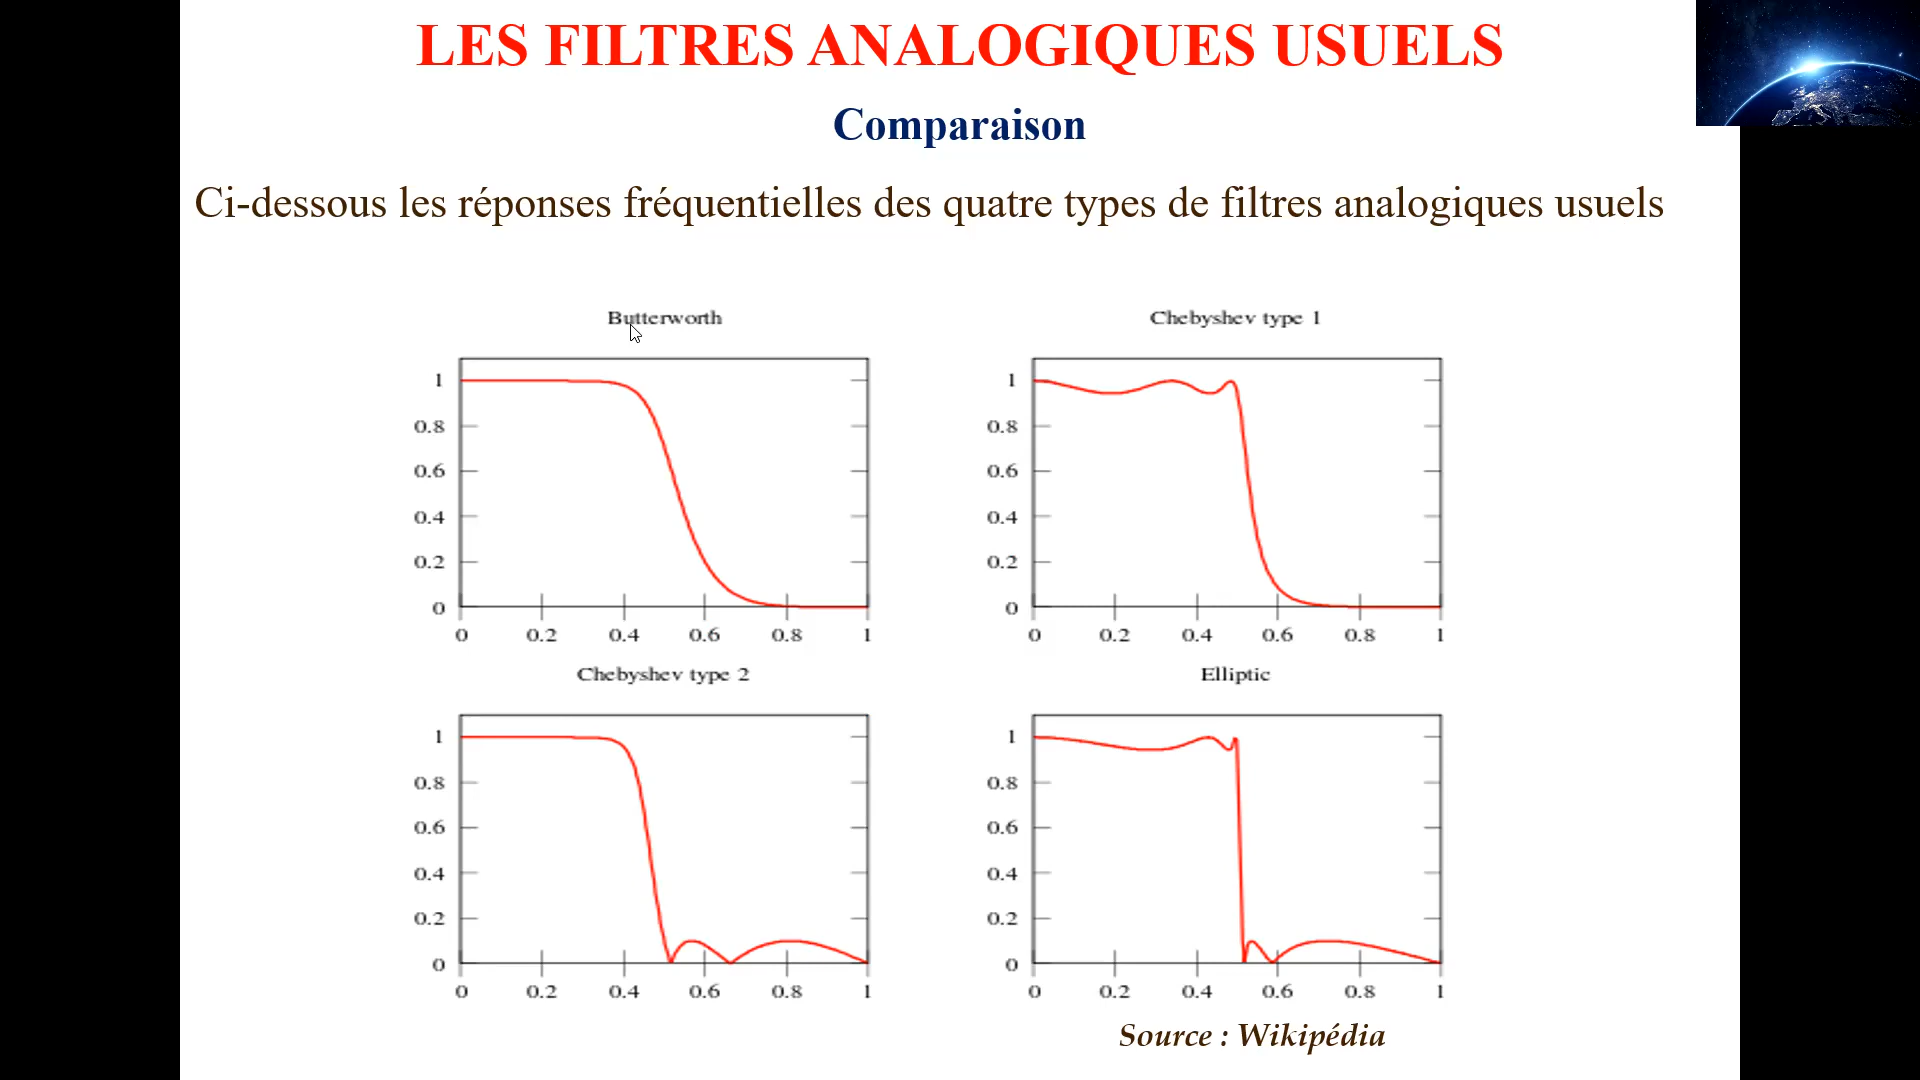 LES FILTRES ANALOGIQUES USUELS
Comparaison
Ci-dessous les réponses fréquentielles des quatre types de filtres analogiques usuels
Butterworth
1
0.8
0.6
0.4
0.2
0
0 0.2 0.4 0.6 0.8 1
Chebyshev type 1
1
0.8
0.6
0.4
0.2
0
0 0.2 0.4 0.6 0.8 1
Chebyshev type 2
1
0.8
0.6
0.4
0.2
0
0 0.2 0.4 0.6 0.8 1
Elliptic
1
0.8
0.6
0.4
0.2
0
0 0.2 0.4 0.6 0.8 1
Source : Wikipédia